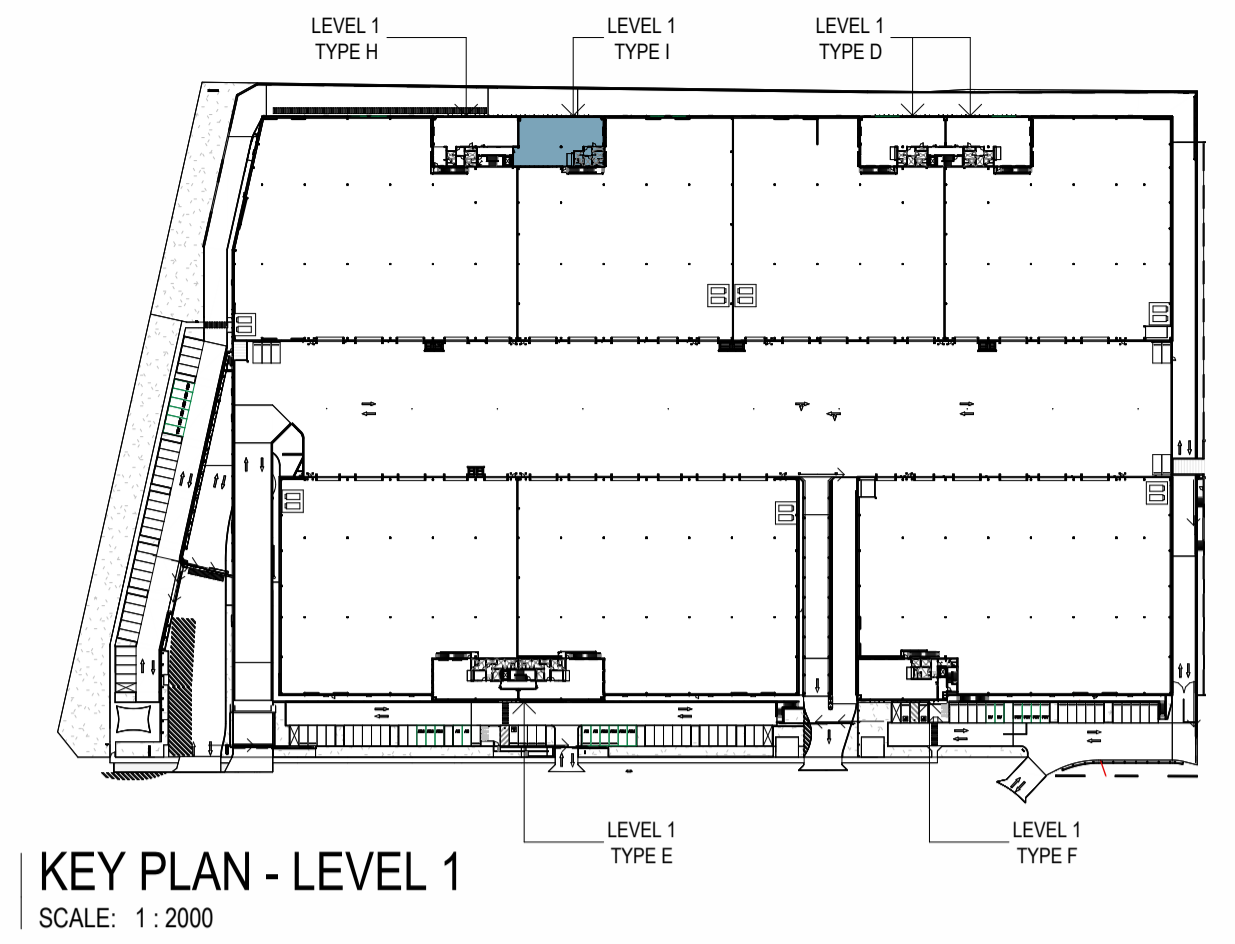 LEVEL 1
TYPE H
LEVEL 1
TYPE I
LEVEL 1
TYPE D
LEVEL 1
TYPE E
LEVEL 1
TYPE F
KEY PLAN - LEVEL 1
SCALE: 1 : 2000